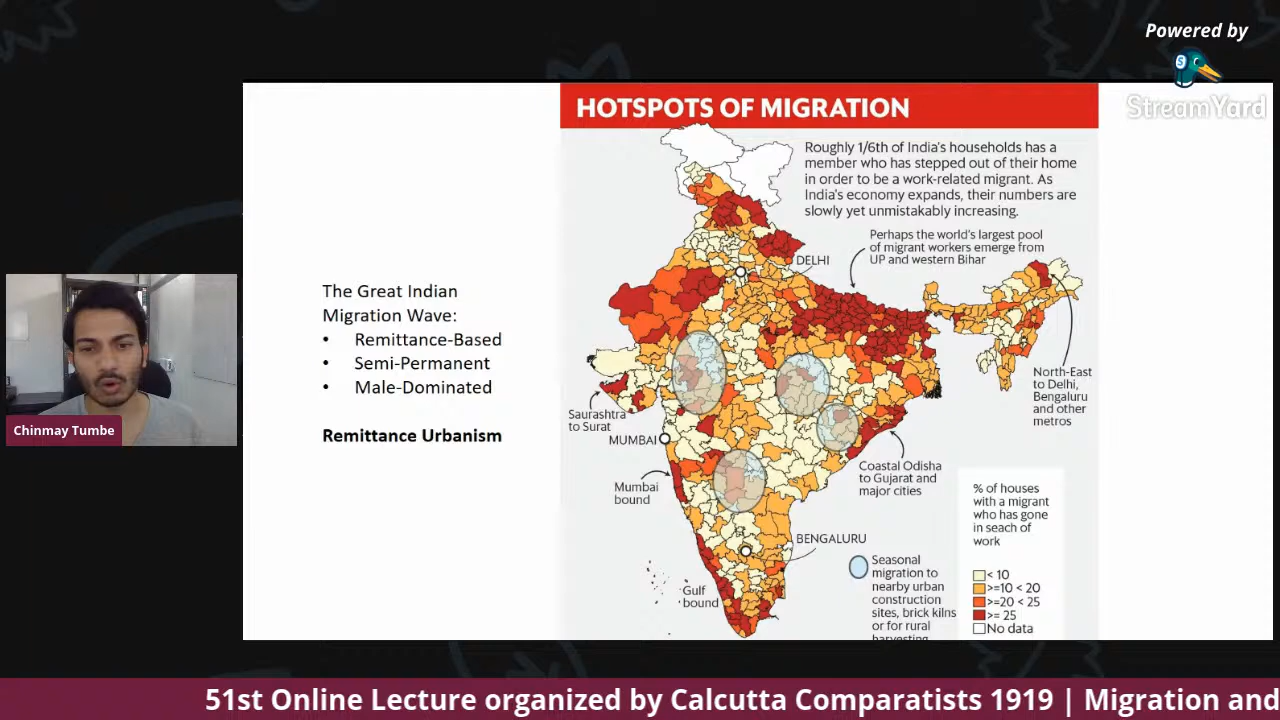 Powered by
StreamYard
HOTSPOTS OF MIGRATION
Roughly 1/6th of India's households has a
member who has stepped out of their home
in order to be a work-related migrant. As
India's economy expands, their numbers are
slowly yet unmistakably increasing.
Perhaps the world's largest pool
of migrant workers emerge from
UP and western Bihar
DELHI
The Great Indian
Migration Wave:
• Remittance-Based
• Semi-Permanent
• Male-Dominated
Remittance Urbanism
Chinmay Tumbe
North-East
to Delhi,
Bengaluru
and other
metros
Saurashtra
to Surat
MUMBAI
Mumbai
bound
Coastal Odisha
to Gujarat and
major cities
BENGALURU
Gulf
bound
Seasonal
migration to
nearby urban
construction
sites, brick kilns
or for rural
harvesting
% of houses
with a migrant
who has gone
in seach of
work
< 10
>=10 < 20
>=20 < 25
>= 25
No data
51st Online Lecture organized by Calcutta Comparatists 1919 | Migration and